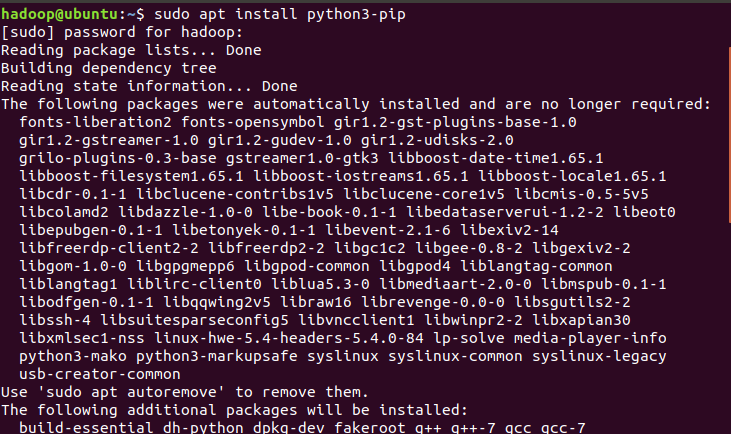 hadoop@ubuntu:~$ sudo apt install python3-pip
[sudo] password for hadoop:
Reading package lists... Done
Building dependency tree
Reading state information... Done
The following packages were automatically installed and are no longer required:
  fonts-liberation2 fonts-opensymbol gir1.2-gst-plugins-base-1.0
  gir1.2-gstreamer-1.0 gir1.2-gudev-1.0 gir1.2-udisks-2.0
  grilo-plugins-0.3-base gstreamer1.0-gtk3 libboost-date-time1.65.1
  libboost-filesystem1.65.1 libboost-iostreams1.65.1 libboost-locale1.65.1
  libcdr-0.1-1 libclucene-contribs1v5 libclucene-core1v5 libcmis-0.5-5v5
  libcolamd2 libdazzle-1.0-0 libe-book-0.1-1 libedataserverui-1.2-2 libeot0
  libepubgen-0.1-1 libetonyek-0.1-1 libevent-2.1-6 libexiv2-14
  libfreerdp-client2-2 libfreerdp2-2 libgc1c2 libgee-0.8-2 libgexiv2-2
  libgom-1.0-0 libgpgmepp6 libgpod-common libgpod4 liblangtag-common
  liblangtag1 liblirc-client0 liblua5.3-0 libmediaart-2.0-0 libmspub-0.1-1
  libodfgen-0.1-1 libqqwing2v5 libraw16 librevenge-0.0-0 libsgutils2-2
  libssh-4 libsuitesparseconfig5 libvncclient1 libwinpr2-2 libxapian30
  libxmlsec1-nss linux-hwe-5.4-headers-5.4.0-84 lp-solve media-player-info
  python3-mako python3-markupsafe syslinux syslinux-common syslinux-legacy
  usb-creator-common
Use 'sudo apt autoremove' to remove them.
The following additional packages will be installed:
  build-essential dh-python dpkg-dev fakeroot g++ g++-7 gcc gcc-7